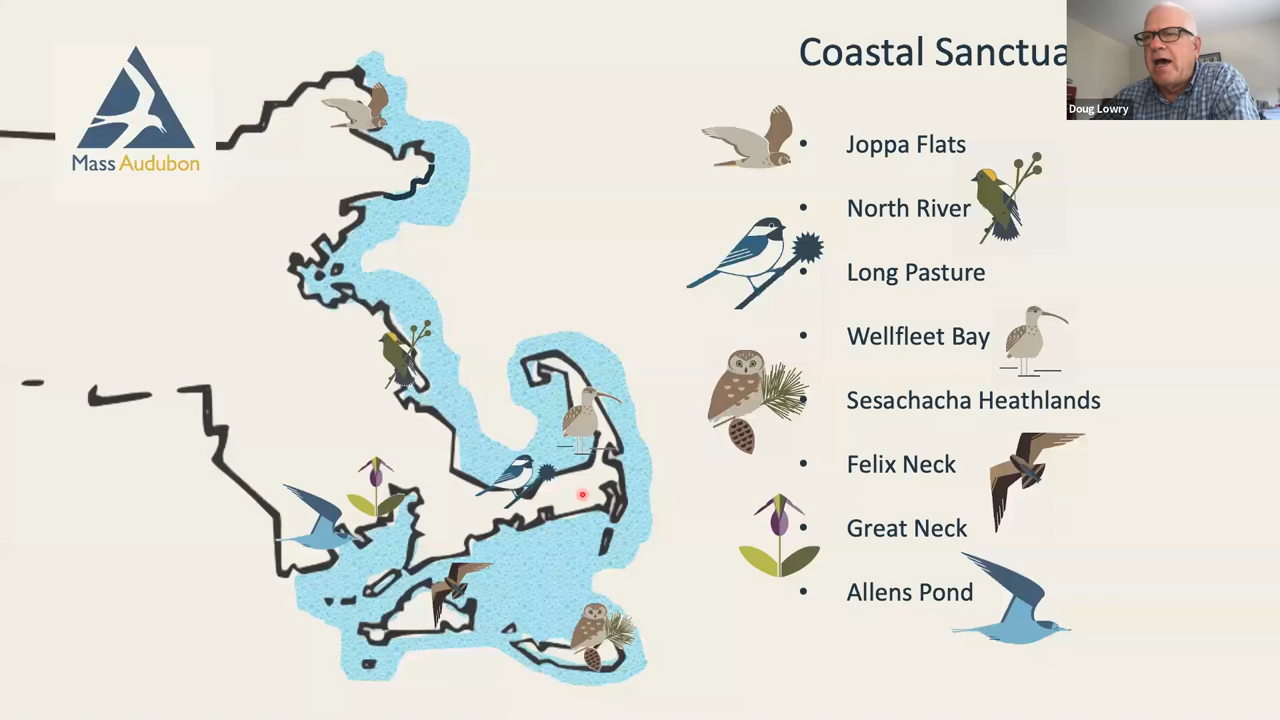 Mass Audubon
Coastal Sanctua
Doug Lowry
• Joppa Flats
• North River
• Long Pasture
• Wellfleet Bay
• Sesachacha Heathlands
• Felix Neck
• Great Neck
• Allens Pond